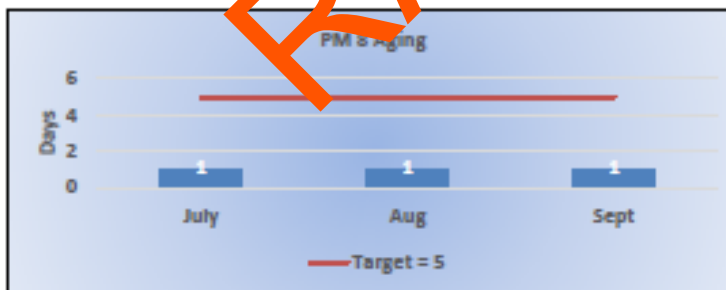 PM 8 Aging
6
4
2
0
Days
1 1 1
July Aug Sept
Target = 5